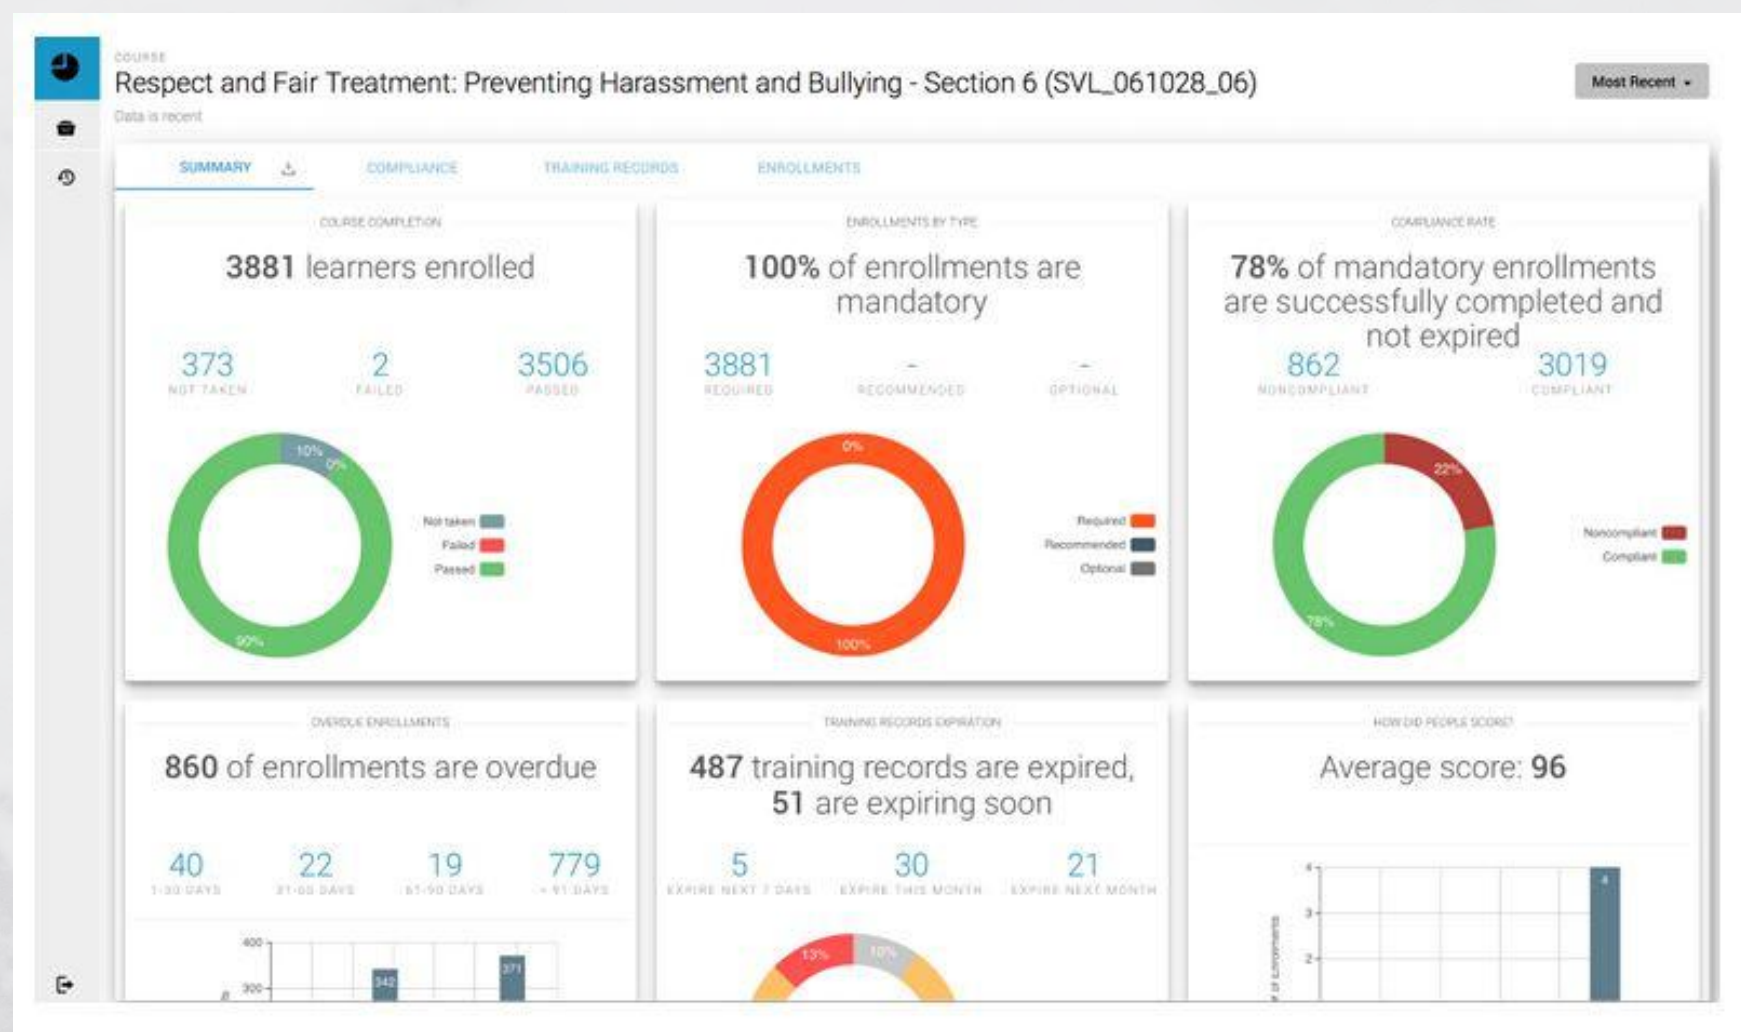 COURSE
Respect and Fair Treatment: Preventing Harassment and Bullying - Section 6 (SVL_061028_06)
Most Recent
Data is recent
SUMMARY
COMPLIANCE
TRAINING RECORDS
ENROLLMENTS
COURSE COMPLETION
3881 learners enrolled
373
2
3506
NOT TAKEN
FAILED
PASSED
10%
0%
90%
Not taken
Failed
Passed
ENROLLMENTS BY TYPE
100% of enrollments are
mandatory
3881
-
-
REQUIRED
RECOMMENDED
OPTIONAL
0%
100%
Required
Recommended
Optional
COMPLIANCE RATE
78% of mandatory enrollments
are successfully completed and
not expired
862
3019
NONCOMPLIANT
COMPLIANT
22%
78%
Noncompliant
Compliant
OVERDUE ENROLLMENTS
860 of enrollments are overdue
40
22
19
779
1-30 DAYS
31-60 DAYS
61-90 DAYS
> 91 DAYS
400
300
342
371
TRAINING RECORDS EXPIRATION
487 training records are expired,
51 are expiring soon
5
30
21
EXPIRE NEXT 7 DAYS
EXPIRE THIS MONTH
EXPIRE NEXT MONTH
13%
10%
HOW DID PEOPLE SCORE?
Average score: 96
4
3
2
4
# of Enrollments